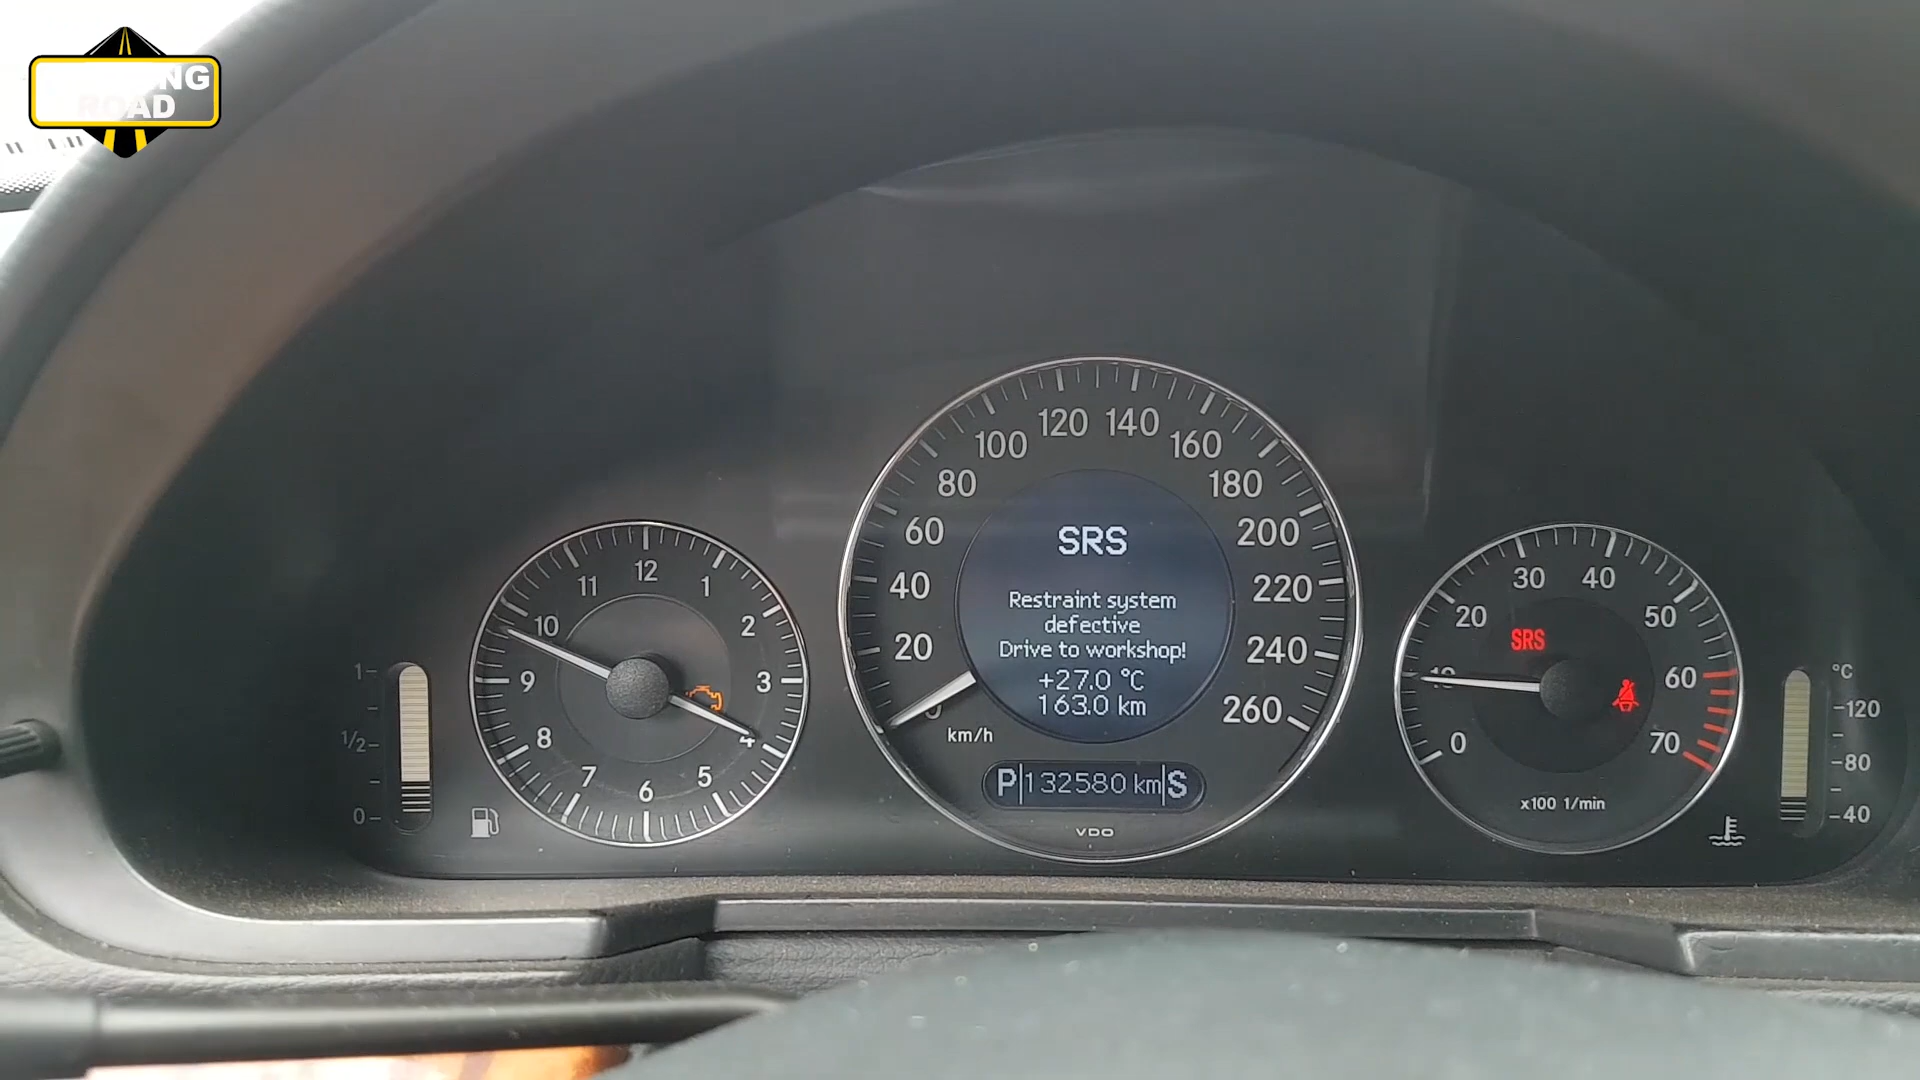 NG
ROAD
SRS
Restraint system
defective
Drive to workshop!
+27.0 °C
163.0 km
P 132580 km S
VDO
km/h
20
40
60
80
100
120
140
160
180
200
220
240
260
12
1
2
3
4
5
6
7
8
9
10
11
1
1/2
0
SRS
0
10
20
30
40
50
60
70
x100 1/min
°C
120
80
40